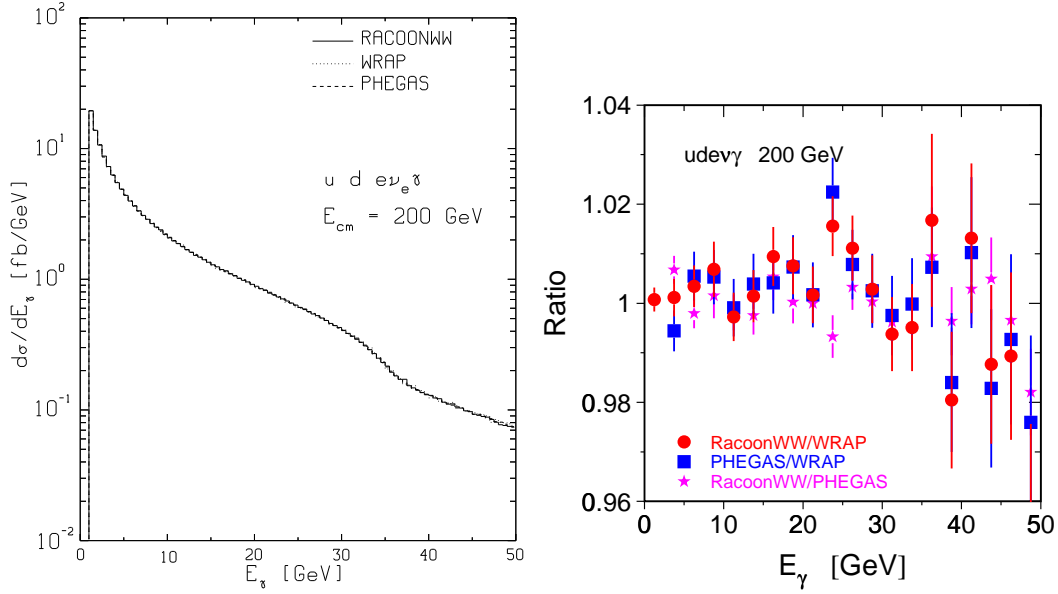 10²
10¹
10⁰
10⁻¹
10⁻²
dσ/dE_γ [fb/GeV]
RACOONWW
WRAP
PHEGAS
u d eν_eγ
E_cm = 200 GeV
10 20 30 40 50
E_γ [GeV]
1.04
1.02
1
0.98
0.96
Ratio
udeνγ 200 GeV
RacoonWW/WRAP
PHEGAS/WRAP
RacoonWW/PHEGAS
0 10 20 30 40 50
E_γ [GeV]